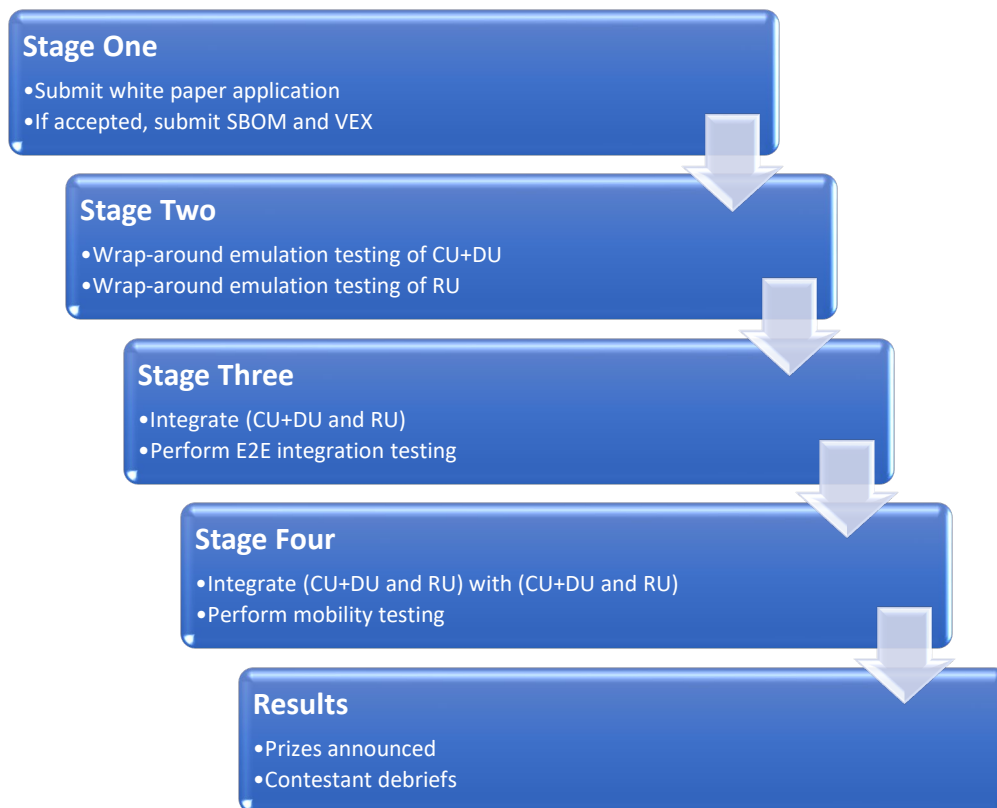 Stage One
•Submit white paper application
•If accepted, submit SBOM and VEX
Stage Two
•Wrap-around emulation testing of CU+DU
•Wrap-around emulation testing of RU
Stage Three
•Integrate (CU+DU and RU)
•Perform E2E integration testing
Stage Four
•Integrate (CU+DU and RU) with (CU+DU and RU)
•Perform mobility testing
Results
•Prizes announced
•Contestant debriefs